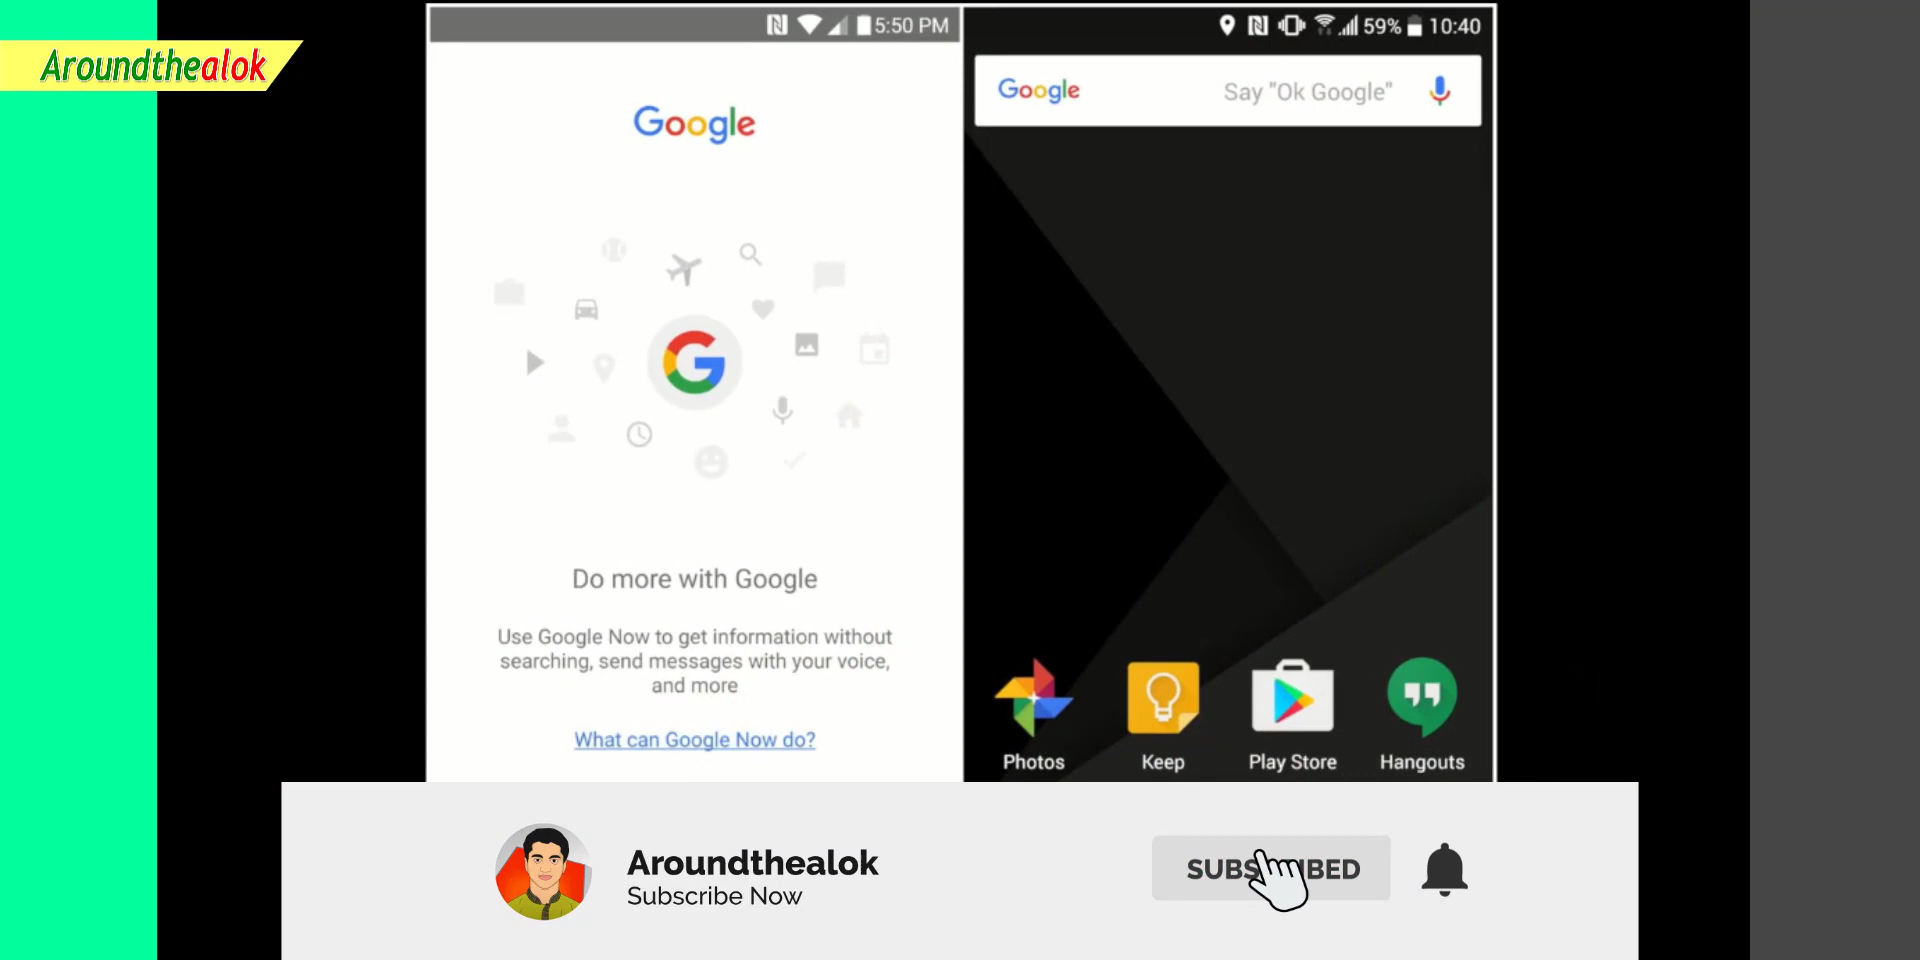 Aroundthealok
5:50 PM
Google
Do more with Google
Use Google Now to get information without
searching, send messages with your voice,
and more
What can Google Now do?
59% 10:40
Google Say "Ok Google"
Photos Keep Play Store Hangouts
Aroundthealok
Subscribe Now
SUBSCRIBED